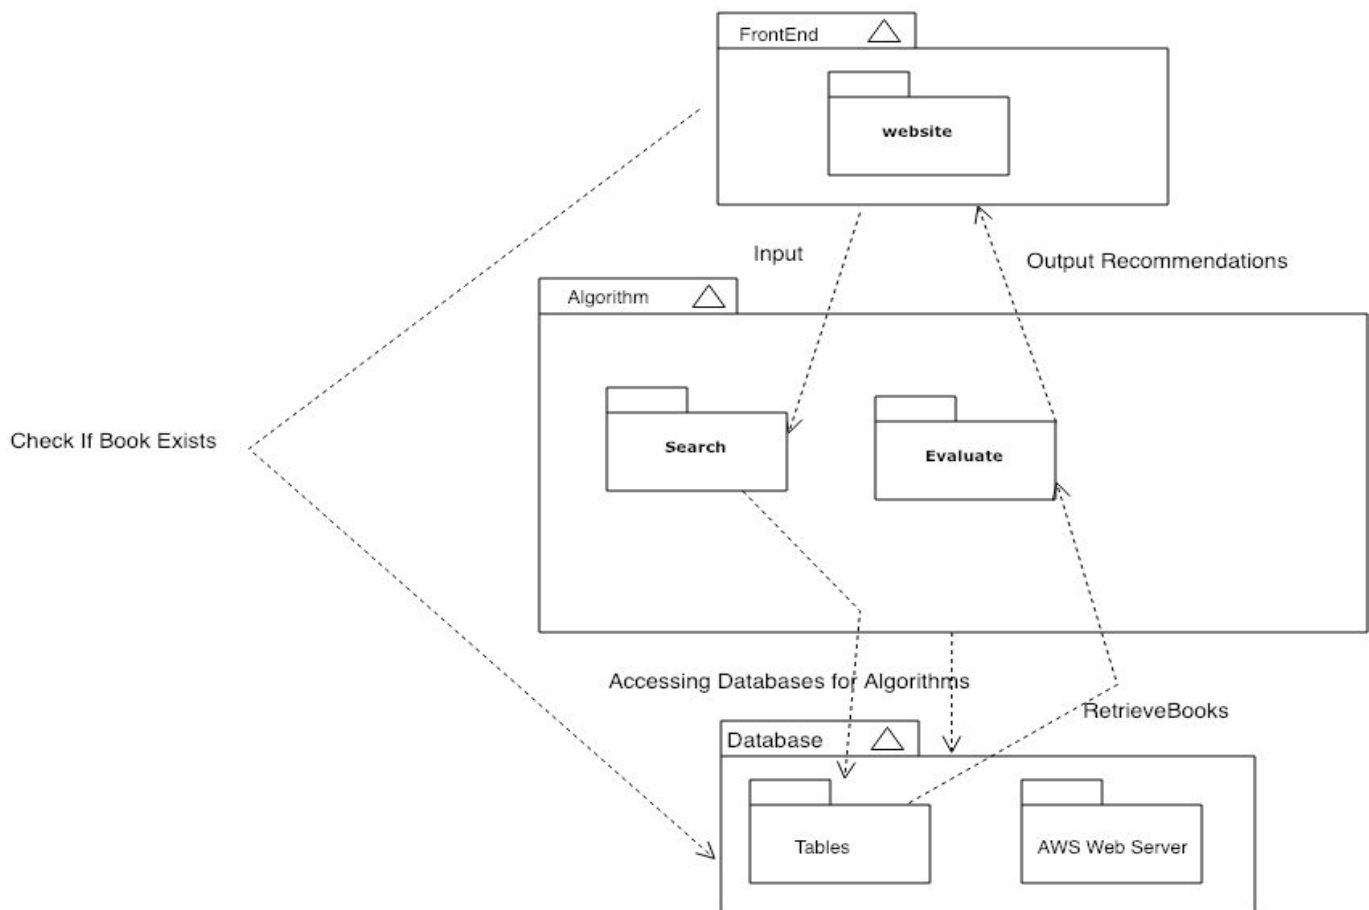 FrontEnd
website
Input
Output Recommendations
Algorithm
Check If Book Exists
Search
Evaluate
Accessing Databases for Algorithms
RetrieveBooks
Database
Tables
AWS Web Server